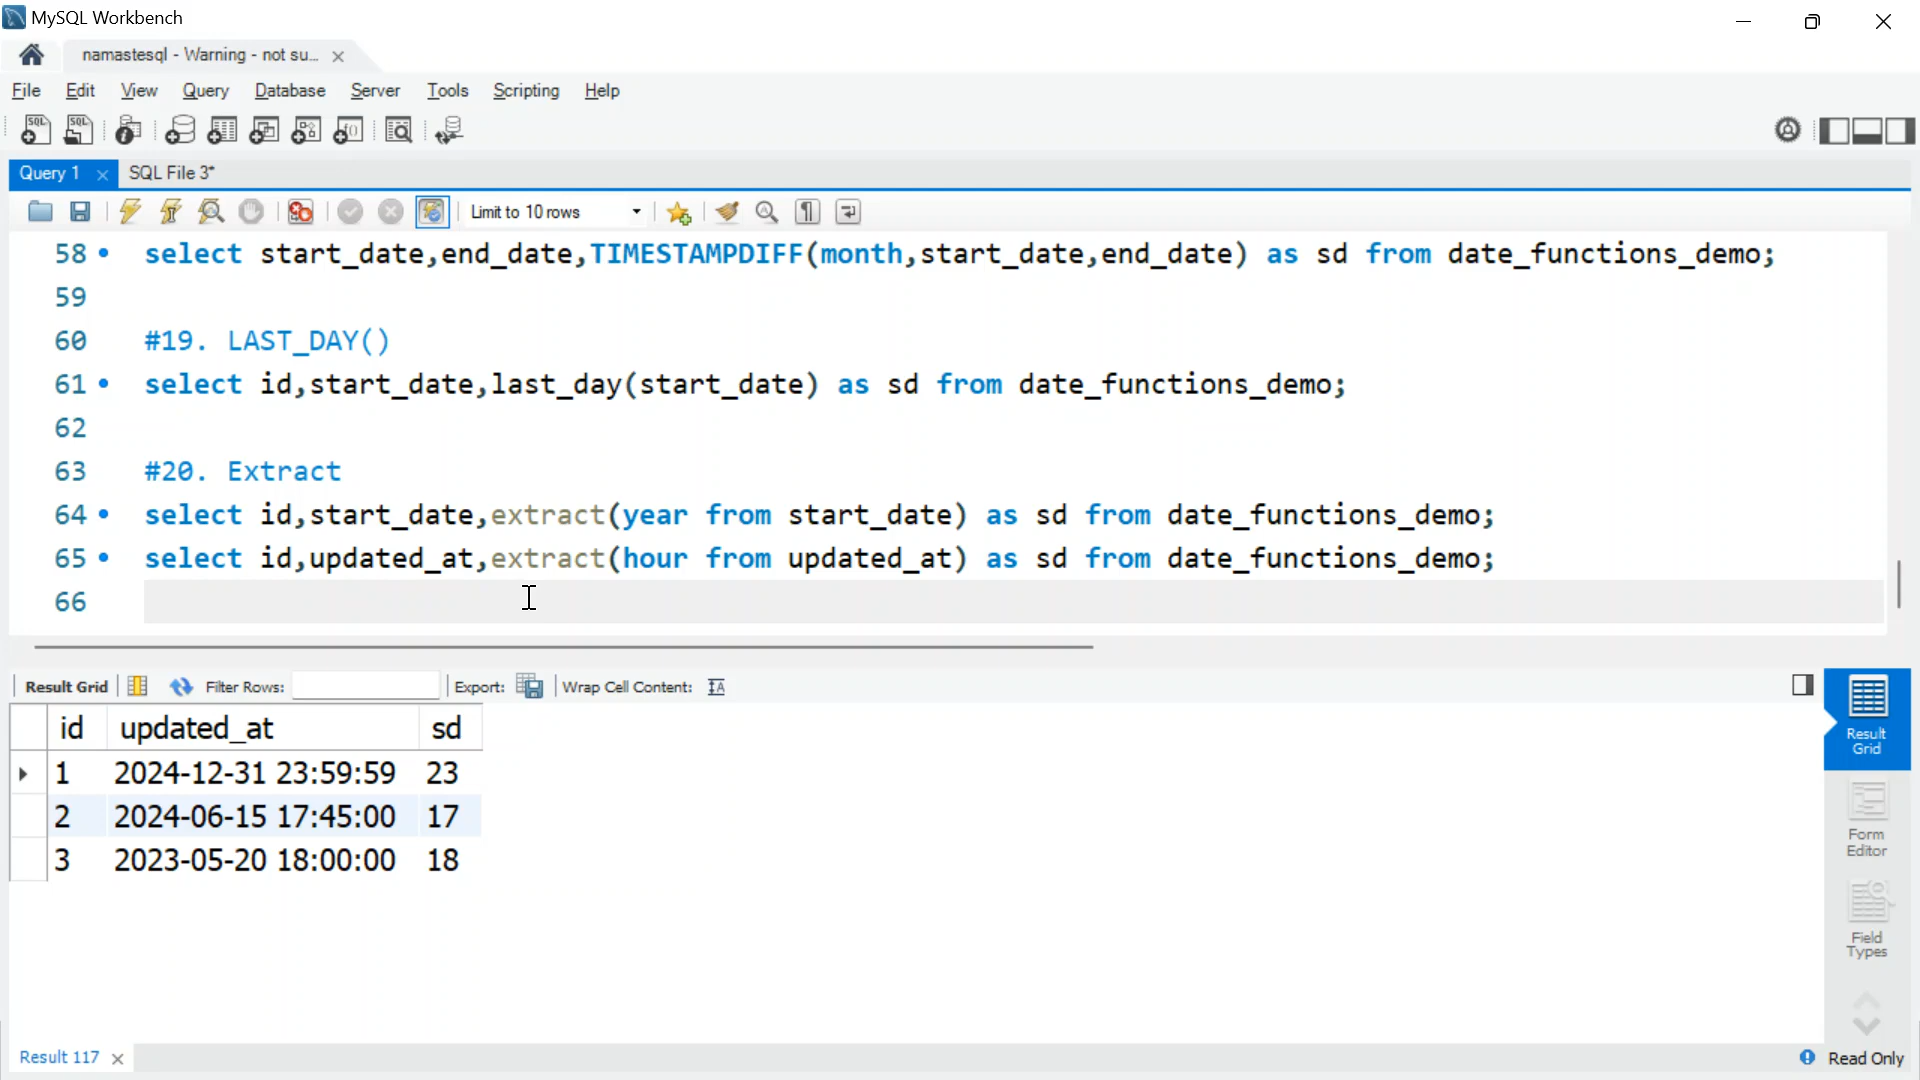 MySQL Workbench
namastesql - Warning - not su...
File Edit View Query Database Server Tools Scripting Help
Query 1 SQL File 3*
Limit to 10 rows
58 select start_date,end_date,TIMESTAMPDIFF(month,start_date,end_date) as sd from date_functions_demo;
59
60 #19. LAST_DAY()
61 select id,start_date,last_day(start_date) as sd from date_functions_demo;
62
63 #20. Extract
64 select id,start_date,extract(year from start_date) as sd from date_functions_demo;
65 select id,updated_at,extract(hour from updated_at) as sd from date_functions_demo;
66
Result Grid Filter Rows: Export: Wrap Cell Content:
id updated_at sd
1 2024-12-31 23:59:59 23
2 2024-06-15 17:45:00 17
3 2023-05-20 18:00:00 18
Result
Grid
Form
Editor
Field
Types
Result 117
Read Only